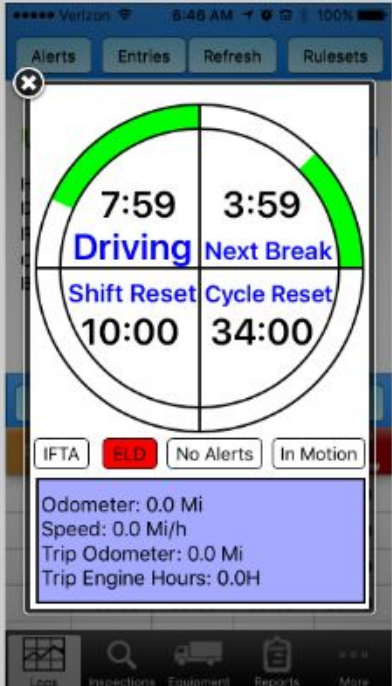 Verizon 6:46 AM 100%
Alerts Entries Refresh Rulesets
7:59 3:59
Driving Next Break
Shift Reset Cycle Reset
10:00 34:00
IFTA ELD No Alerts In Motion
Odometer: 0.0 Mi
Speed: 0.0 Mi/h
Trip Odometer: 0.0 Mi
Trip Engine Hours: 0.0H
Logs Inspections Equipment Reports More